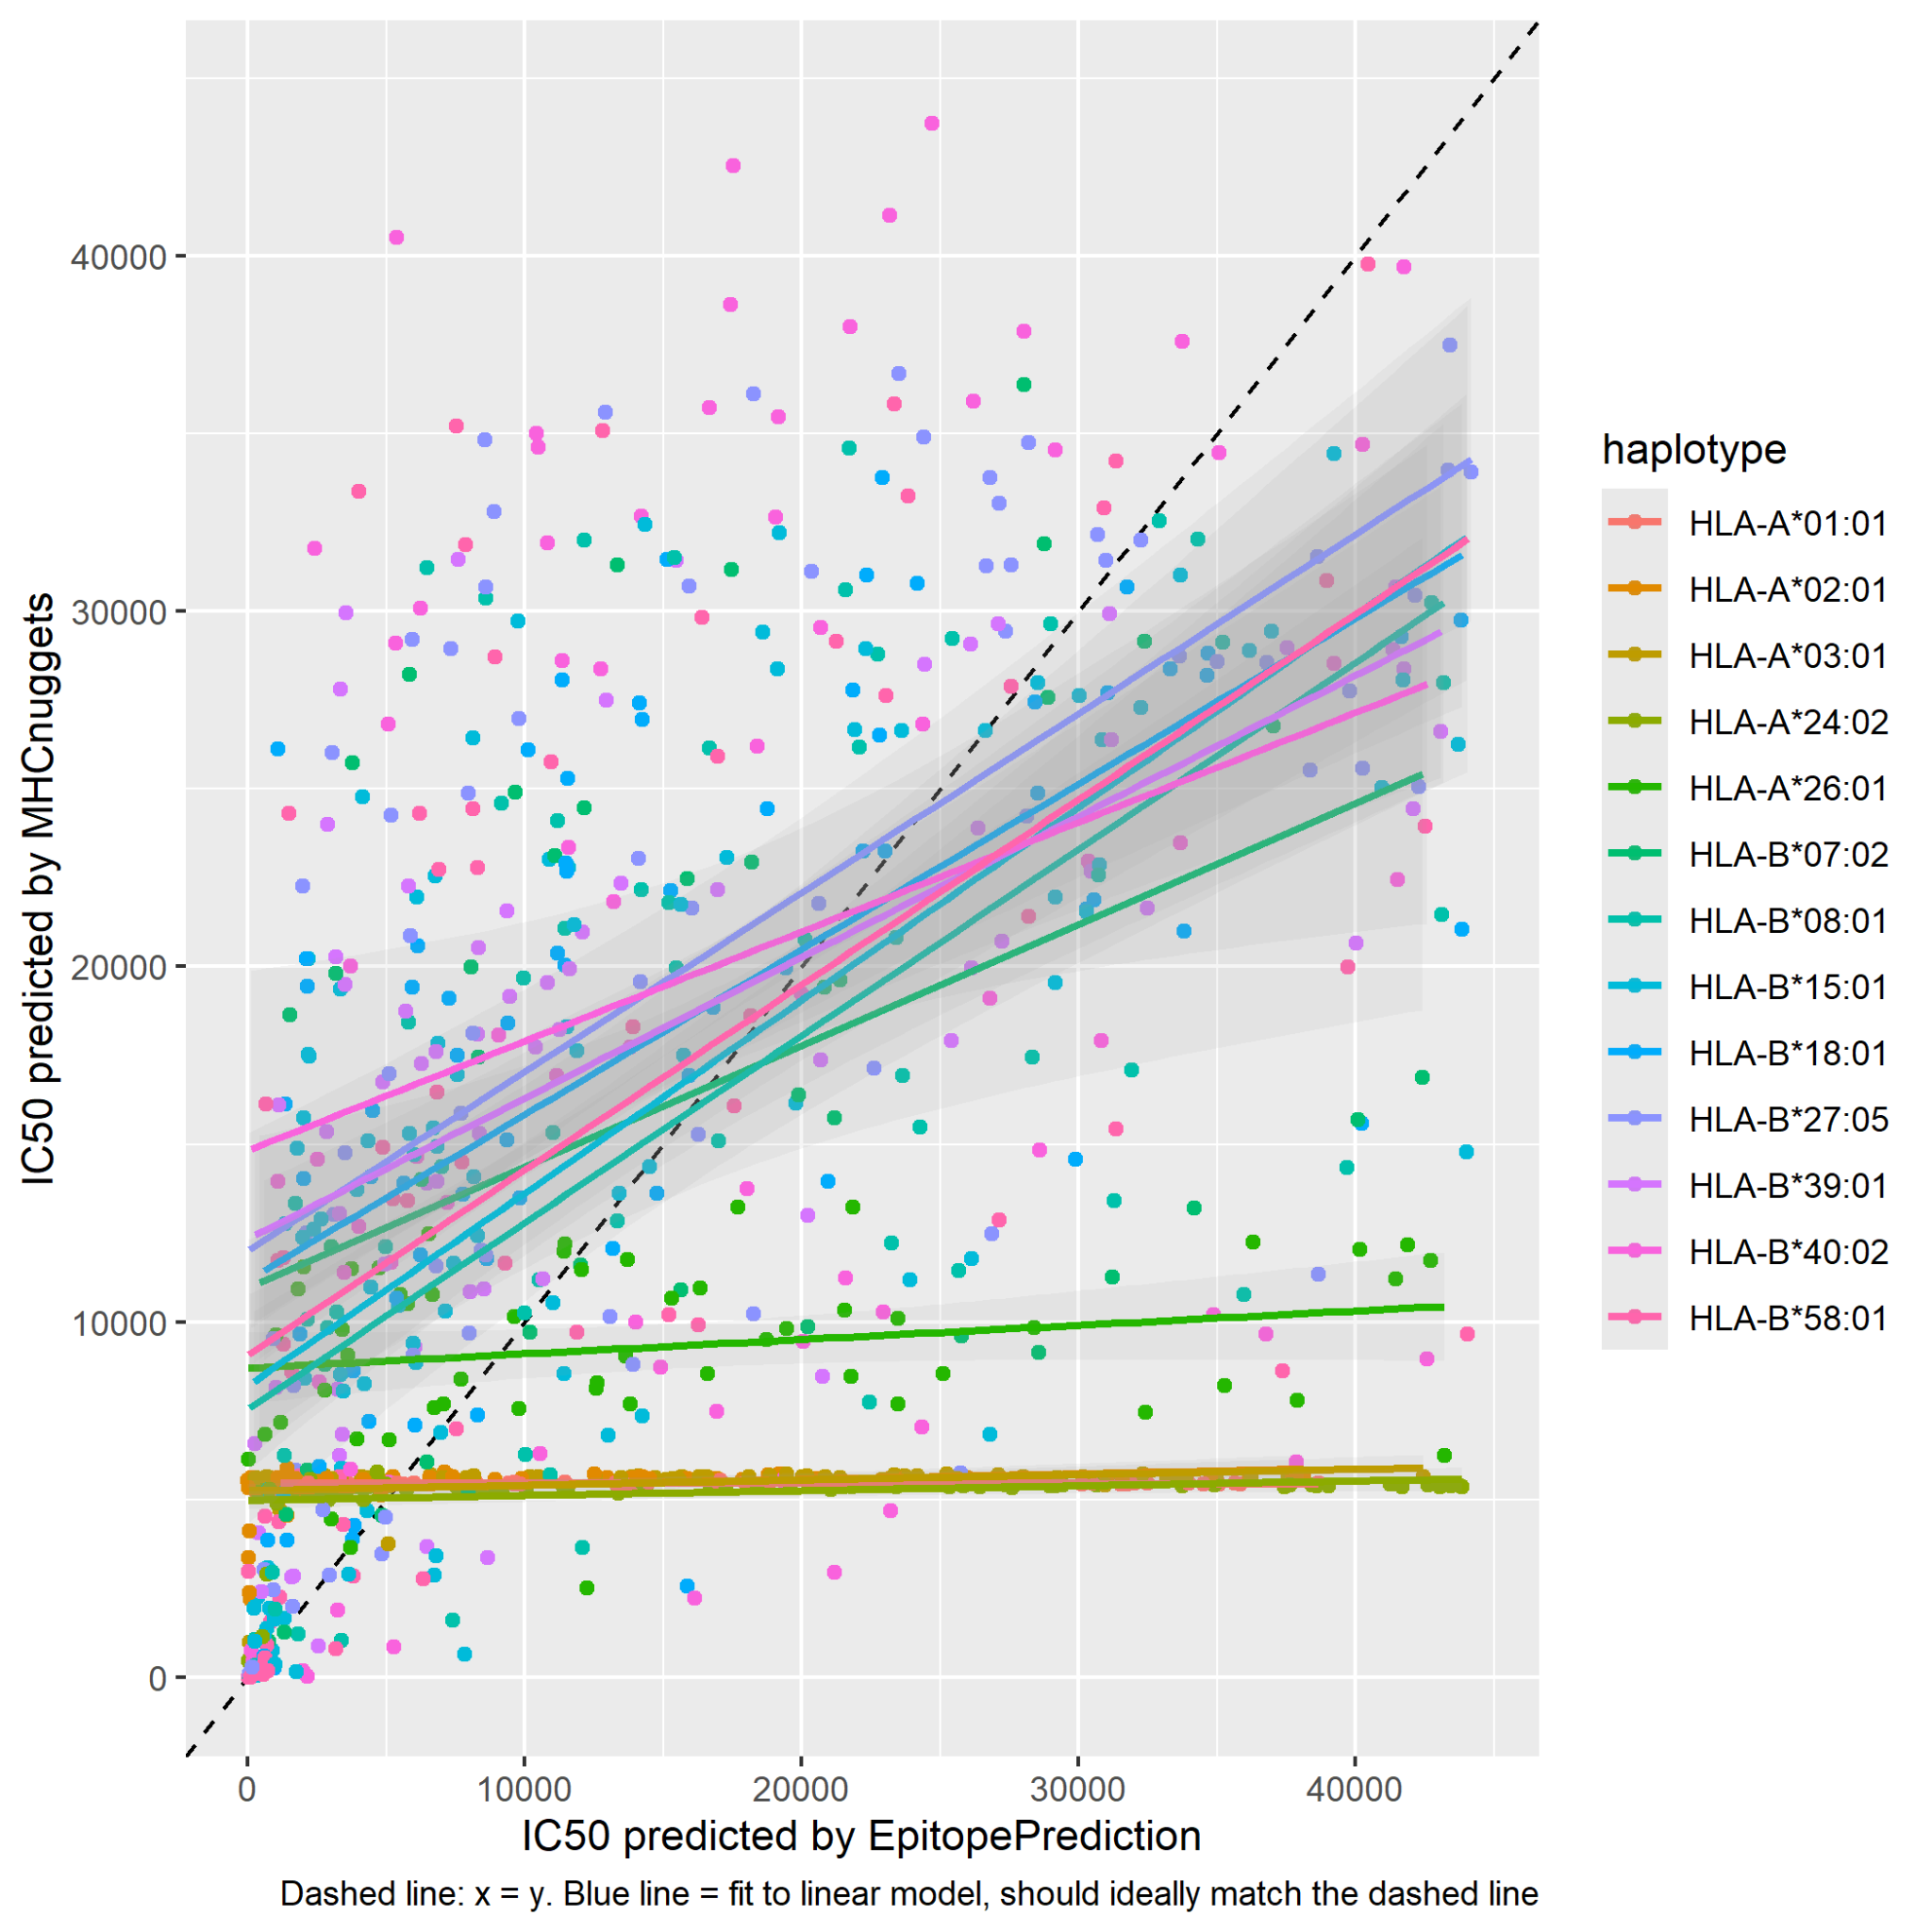 IC50 predicted by MHCnuggets
40000
30000
20000
10000
0
0 10000 20000 30000 40000
IC50 predicted by EpitopePrediction
Dashed line: x = y. Blue line = fit to linear model, should ideally match the dashed line
haplotype
HLA-A*01:01
HLA-A*02:01
HLA-A*03:01
HLA-A*24:02
HLA-A*26:01
HLA-B*07:02
HLA-B*08:01
HLA-B*15:01
HLA-B*18:01
HLA-B*27:05
HLA-B*39:01
HLA-B*40:02
HLA-B*58:01